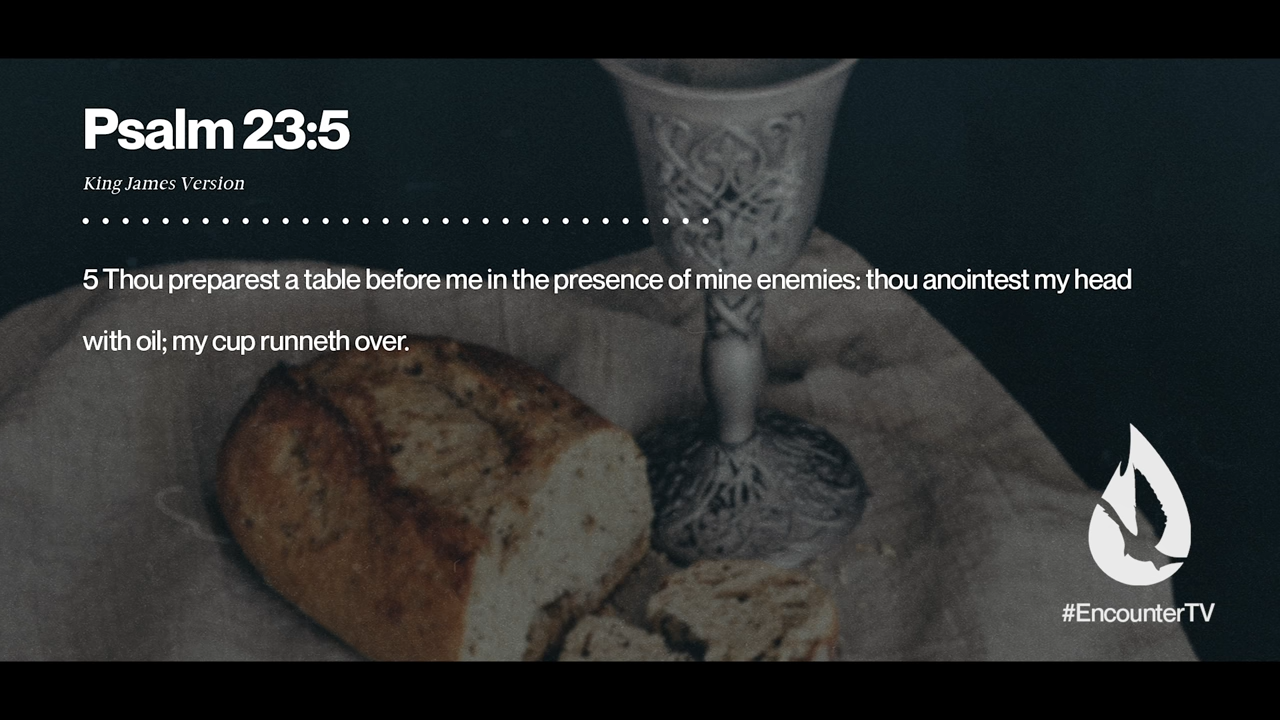 Psalm 23:5
King James Version
5 Thou preparest a table before me in the presence of mine enemies: thou anointest my head
with oil; my cup runneth over.
#EncounterTV